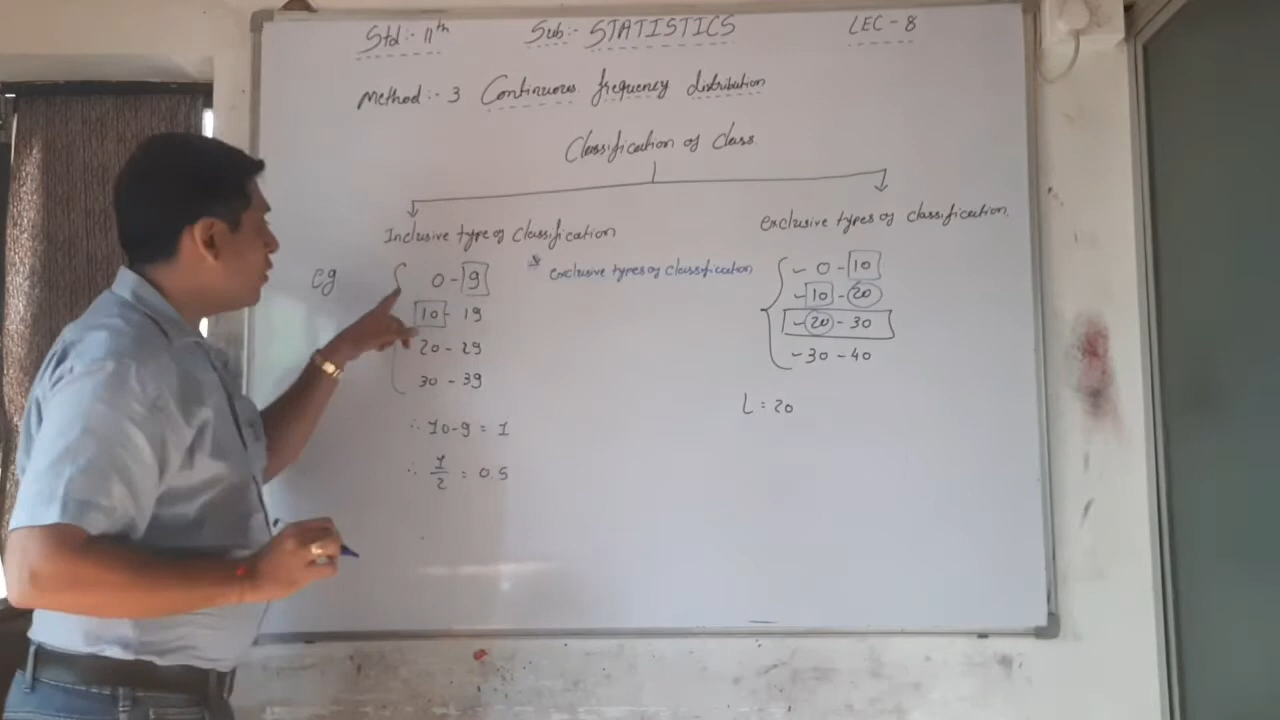 Std:- 11th Sub:- STATISTICS LEC-8
Method:- 3 Continuous frequency distribution
Classification of class.
Inclusive type of classification
exclusive types of classification.
eg
0 - 9
10 - 19
20 - 29
30 - 39
∴ 10-9 = 1
∴ 1/2 = 0.5
* exclusive types of classification
- 0 - 10
- 10 - 20
- 20 - 30
- 30 - 40
L = 20